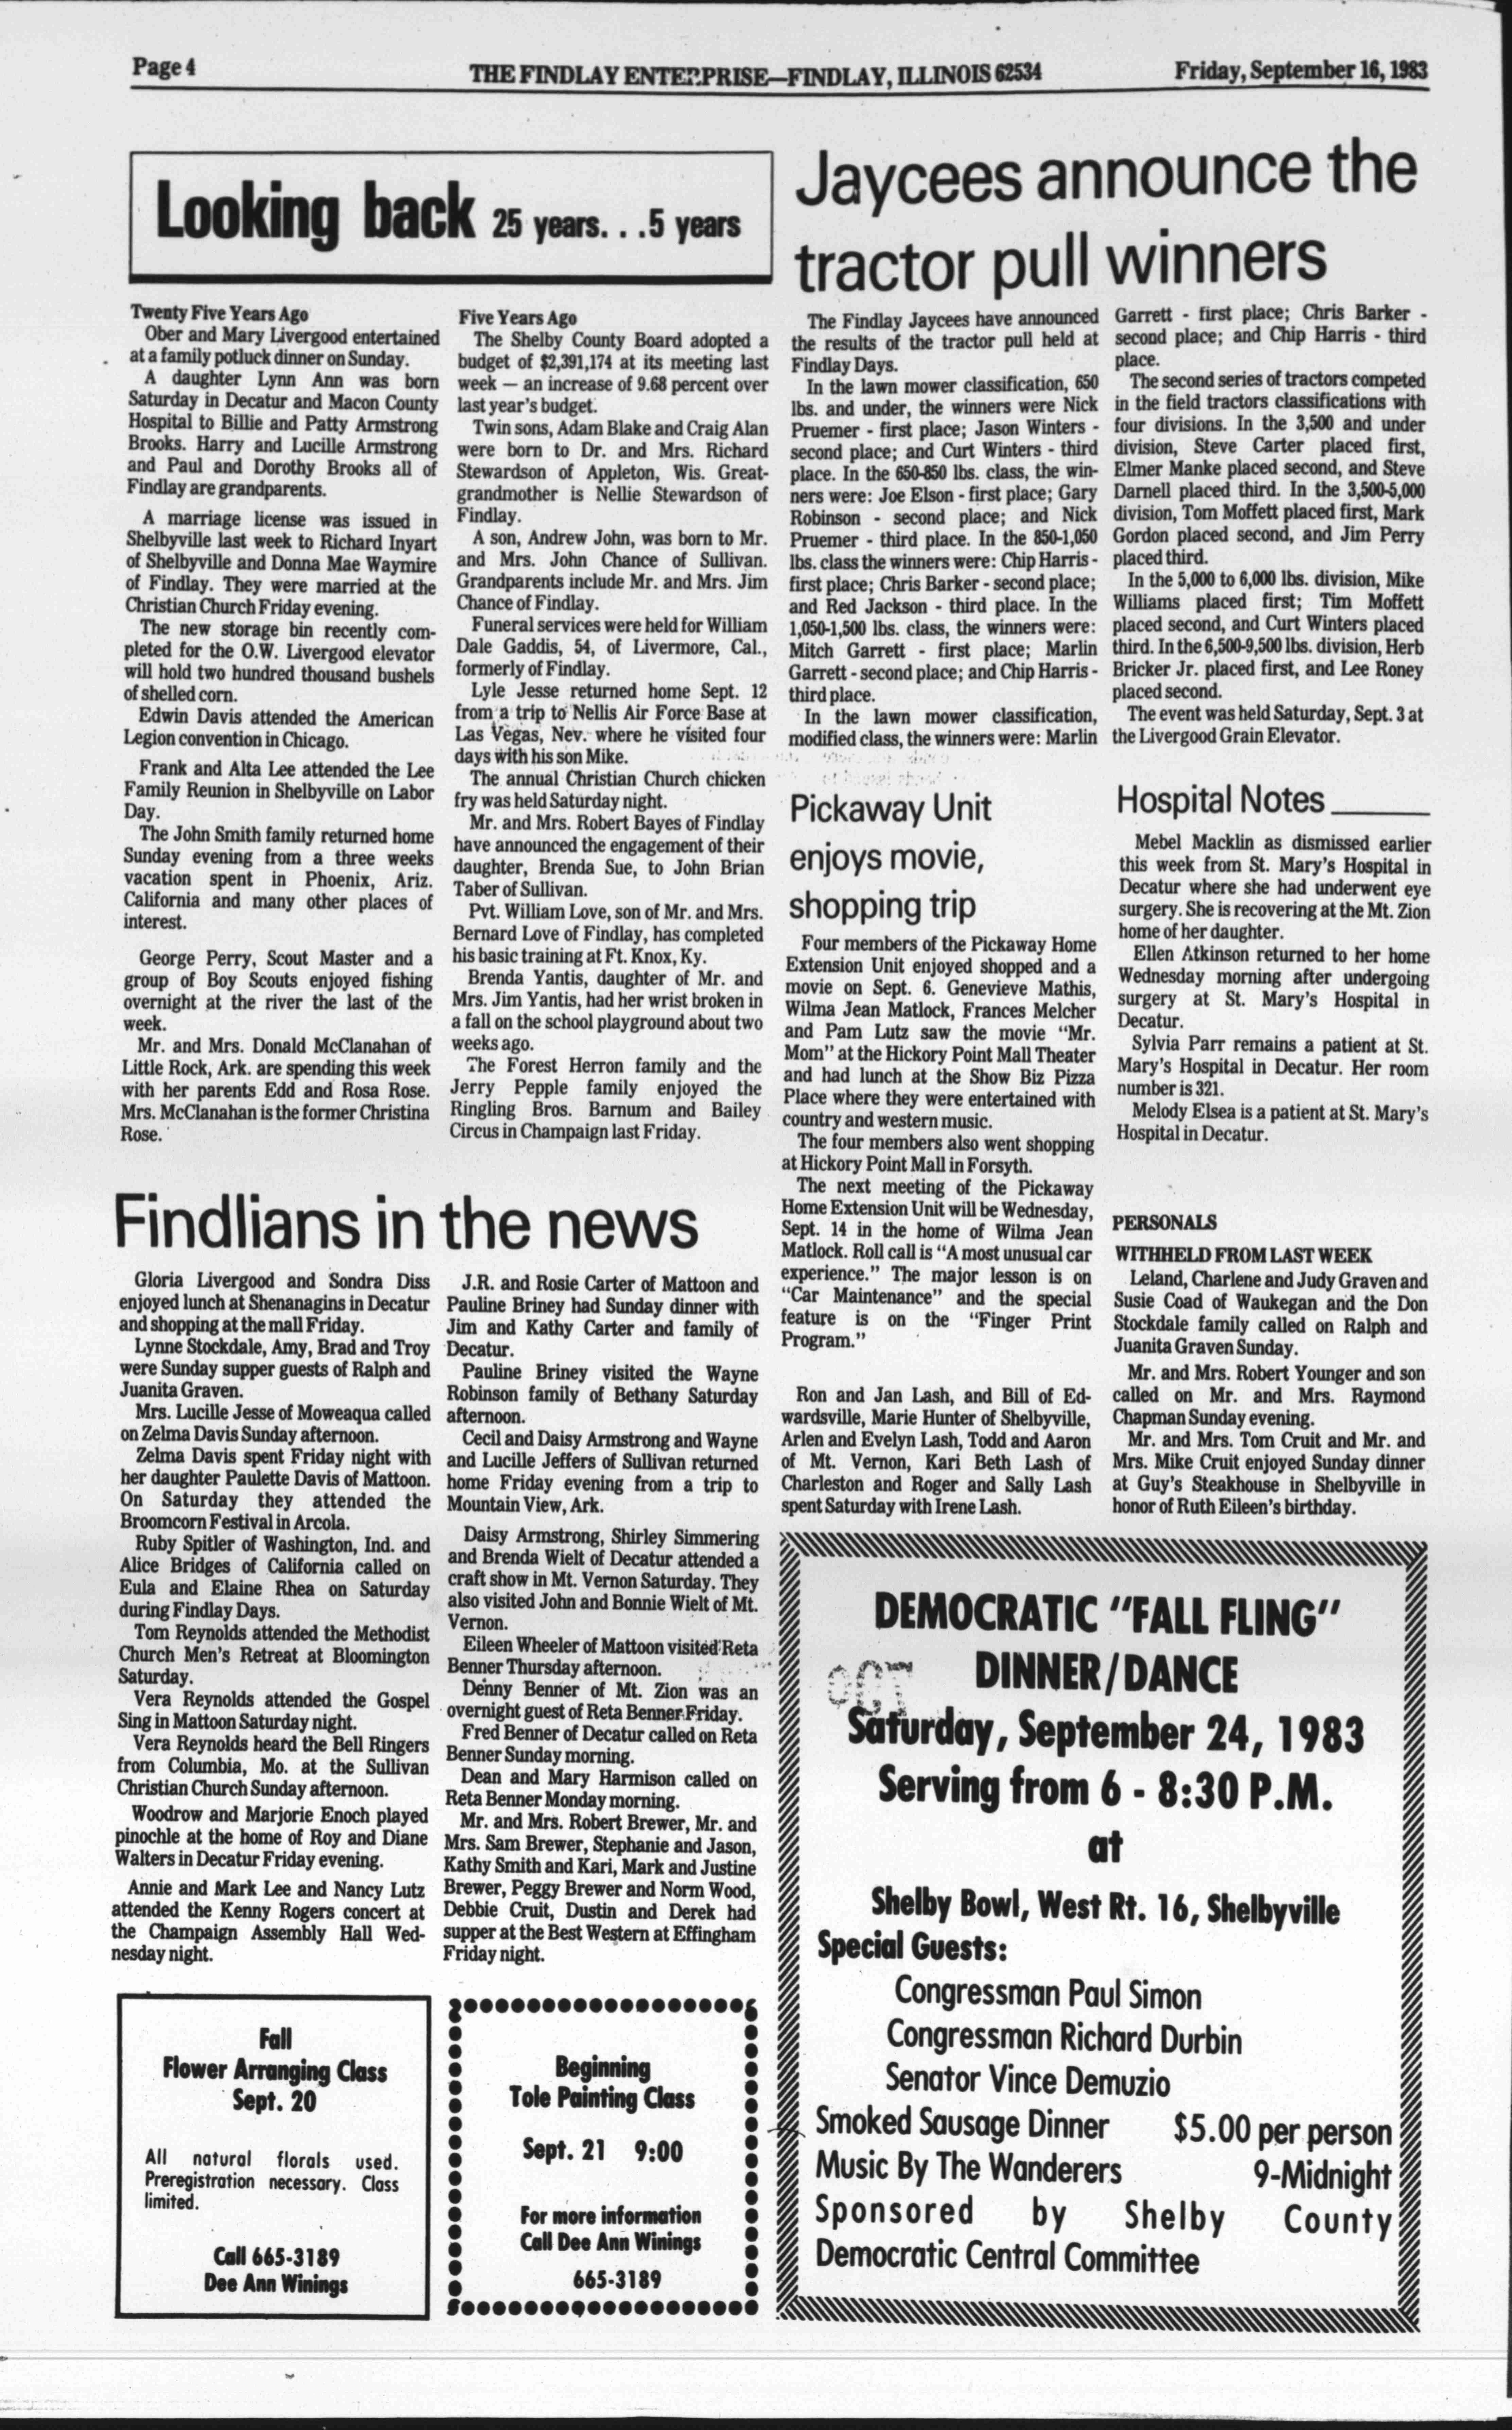 Page 4
THE FINDLAY ENTERPRISE—FINDLAY, ILLINOIS 62534
Friday, September 16, 1983
Looking back 25 years. . .5 years
Twenty Five Years Ago
Ober and Mary Livergood entertained
at a family potluck dinner on Sunday.
A daughter Lynn Ann was born
Saturday in Decatur and Macon County
Hospital to Billie and Patty Armstrong
Brooks. Harry and Lucille Armstrong
and Paul and Dorothy Brooks all of
Findlay are grandparents.
A marriage license was issued in
Shelbyville last week to Richard Inyart
of Shelbyville and Donna Mae Waymire
of Findlay. They were married at the
Christian Church Friday evening.
The new storage bin recently com-
pleted for the O.W. Livergood elevator
will hold two hundred thousand bushels
of shelled corn.
Edwin Davis attended the American
Legion convention in Chicago.
Frank and Alta Lee attended the Lee
Family Reunion in Shelbyville on Labor
Day.
The John Smith family returned home
Sunday evening from a three weeks
vacation spent in Phoenix, Ariz.
California and many other places of
interest.
George Perry, Scout Master and a
group of Boy Scouts enjoyed fishing
overnight at the river the last of the
week.
Mr. and Mrs. Donald McClanahan of
Little Rock, Ark. are spending this week
with her parents Edd and Rosa Rose.
Mrs. McClanahan is the former Christina
Rose.
Five Years Ago
The Shelby County Board adopted a
budget of $2,391,174 at its meeting last
week — an increase of 9.68 percent over
last year's budget.
Twin sons, Adam Blake and Craig Alan
were born to Dr. and Mrs. Richard
Stewardson of Appleton, Wis. Great-
grandmother is Nellie Stewardson of
Findlay.
A son, Andrew John, was born to Mr.
and Mrs. John Chance of Sullivan.
Grandparents include Mr. and Mrs. Jim
Chance of Findlay.
Funeral services were held for William
Dale Gaddis, 54, of Livermore, Cal.,
formerly of Findlay.
Lyle Jesse returned home Sept. 12
from a trip to Nellis Air Force Base at
Las Vegas, Nev. where he visited four
days with his son Mike.
The annual Christian Church chicken
fry was held Saturday night.
Mr. and Mrs. Robert Bayes of Findlay
have announced the engagement of their
daughter, Brenda Sue, to John Brian
Taber of Sullivan.
Pvt. William Love, son of Mr. and Mrs.
Bernard Love of Findlay, has completed
his basic training at Ft. Knox, Ky.
Brenda Yantis, daughter of Mr. and
Mrs. Jim Yantis, had her wrist broken in
a fall on the school playground about two
weeks ago.
The Forest Herron family and the
Jerry Pepple family enjoyed the
Ringling Bros. Barnum and Bailey
Circus in Champaign last Friday.
Jaycees announce the
tractor pull winners
The Findlay Jaycees have announced
the results of the tractor pull held at
Findlay Days.
In the lawn mower classification, 650
lbs. and under, the winners were Nick
Pruemer - first place; Jason Winters -
second place; and Curt Winters - third
place. In the 650-850 lbs. class, the win-
ners were: Joe Elson - first place; Gary
Robinson - second place; and Nick
Pruemer - third place. In the 850-1,050
lbs. class the winners were: Chip Harris -
first place; Chris Barker - second place;
and Red Jackson - third place. In the
1,050-1,500 lbs. class, the winners were:
Mitch Garrett - first place; Marlin
Garrett - second place; and Chip Harris -
third place.
In the lawn mower classification,
modified class, the winners were: Marlin
Garrett - first place; Chris Barker -
second place; and Chip Harris - third
place.
The second series of tractors competed
in the field tractors classifications with
four divisions. In the 3,500 and under
division, Steve Carter placed first,
Elmer Manke placed second, and Steve
Darnell placed third. In the 3,500-5,000
division, Tom Moffett placed first, Mark
Gordon placed second, and Jim Perry
placed third.
In the 5,000 to 6,000 lbs. division, Mike
Williams placed first; Tim Moffett
placed second, and Curt Winters placed
third. In the 6,500-9,500 lbs. division, Herb
Bricker Jr. placed first, and Lee Roney
placed second.
The event was held Saturday, Sept. 3 at
the Livergood Grain Elevator.
Pickaway Unit
enjoys movie,
shopping trip
Four members of the Pickaway Home
Extension Unit enjoyed shopped and a
movie on Sept. 6. Genevieve Mathis,
Wilma Jean Matlock, Frances Melcher
and Pam Lutz saw the movie "Mr.
Mom" at the Hickory Point Mall Theater
and had lunch at the Show Biz Pizza
Place where they were entertained with
country and western music.
The four members also went shopping
at Hickory Point Mall in Forsyth.
The next meeting of the Pickaway
Home Extension Unit will be Wednesday,
Sept. 14 in the home of Wilma Jean
Matlock. Roll call is "A most unusual car
experience." The major lesson is on
"Car Maintenance" and the special
feature is on the "Finger Print
Program."
Hospital Notes
Mebel Macklin as dismissed earlier
this week from St. Mary's Hospital in
Decatur where she had underwent eye
surgery. She is recovering at the Mt. Zion
home of her daughter.
Ellen Atkinson returned to her home
Wednesday morning after undergoing
surgery at St. Mary's Hospital in
Decatur.
Sylvia Parr remains a patient at St.
Mary's Hospital in Decatur. Her room
number is 321.
Melody Elsea is a patient at St. Mary's
Hospital in Decatur.
Findlians in the news
Gloria Livergood and Sondra Diss
enjoyed lunch at Shenanagins in Decatur
and shopping at the mall Friday.
Lynne Stockdale, Amy, Brad and Troy
were Sunday supper guests of Ralph and
Juanita Graven.
Mrs. Lucille Jesse of Moweaqua called
on Zelma Davis Sunday afternoon.
Zelma Davis spent Friday night with
her daughter Paulette Davis of Mattoon.
On Saturday they attended the
Broomcorn Festival in Arcola.
Ruby Spitler of Washington, Ind. and
Alice Bridges of California called on
Eula and Elaine Rhea on Saturday
during Findlay Days.
Tom Reynolds attended the Methodist
Church Men's Retreat at Bloomington
Saturday.
Vera Reynolds attended the Gospel
Sing in Mattoon Saturday night.
Vera Reynolds heard the Bell Ringers
from Columbia, Mo. at the Sullivan
Christian Church Sunday afternoon.
Woodrow and Marjorie Enoch played
pinochle at the home of Roy and Diane
Walters in Decatur Friday evening.
Annie and Mark Lee and Nancy Lutz
attended the Kenny Rogers concert at
the Champaign Assembly Hall Wed-
nesday night.
J.R. and Rosie Carter of Mattoon and
Pauline Briney had Sunday dinner with
Jim and Kathy Carter and family of
Decatur.
Pauline Briney visited the Wayne
Robinson family of Bethany Saturday
afternoon.
Cecil and Daisy Armstrong and Wayne
and Lucille Jeffers of Sullivan returned
home Friday evening from a trip to
Mountain View, Ark.
Daisy Armstrong, Shirley Simmering
and Brenda Wielt of Decatur attended a
craft show in Mt. Vernon Saturday. They
also visited John and Bonnie Wielt of Mt.
Vernon.
Eileen Wheeler of Mattoon visited Reta
Benner Thursday afternoon.
Denny Benner of Mt. Zion was an
overnight guest of Reta Benner Friday.
Fred Benner of Decatur called on Reta
Benner Sunday morning.
Dean and Mary Harmison called on
Reta Benner Monday morning.
Mr. and Mrs. Robert Brewer, Mr. and
Mrs. Sam Brewer, Stephanie and Jason,
Kathy Smith and Kari, Mark and Justine
Brewer, Peggy Brewer and Norm Wood,
Debbie Cruit, Dustin and Derek had
supper at the Best Western at Effingham
Friday night.
Ron and Jan Lash, and Bill of Ed-
wardsville, Marie Hunter of Shelbyville,
Arlen and Evelyn Lash, Todd and Aaron
of Mt. Vernon, Kari Beth Lash of
Charleston and Roger and Sally Lash
spent Saturday with Irene Lash.
PERSONALS
WITHHELD FROM LAST WEEK
Leland, Charlene and Judy Graven and
Susie Coad of Waukegan and the Don
Stockdale family called on Ralph and
Juanita Graven Sunday.
Mr. and Mrs. Robert Younger and son
called on Mr. and Mrs. Raymond
Chapman Sunday evening.
Mr. and Mrs. Tom Cruit and Mr. and
Mrs. Mike Cruit enjoyed Sunday dinner
at Guy's Steakhouse in Shelbyville in
honor of Ruth Eileen's birthday.
Fall
Flower Arranging Class
Sept. 20
All natural florals used.
Preregistration necessary. Class
limited.
Call 665-3189
Dee Ann Winings
Beginning
Tole Painting Class
Sept. 21 9:00
For more information
Call Dee Ann Winings
665-3189
DEMOCRATIC "FALL FLING"
DINNER/DANCE
OCT
Saturday, September 24, 1983
Serving from 6 - 8:30 P.M.
at
Shelby Bowl, West Rt. 16, Shelbyville
Special Guests:
Congressman Paul Simon
Congressman Richard Durbin
Senator Vince Demuzio
Smoked Sausage Dinner $5.00 per person
Music By The Wanderers 9-Midnight
Sponsored by Shelby County
Democratic Central Committee